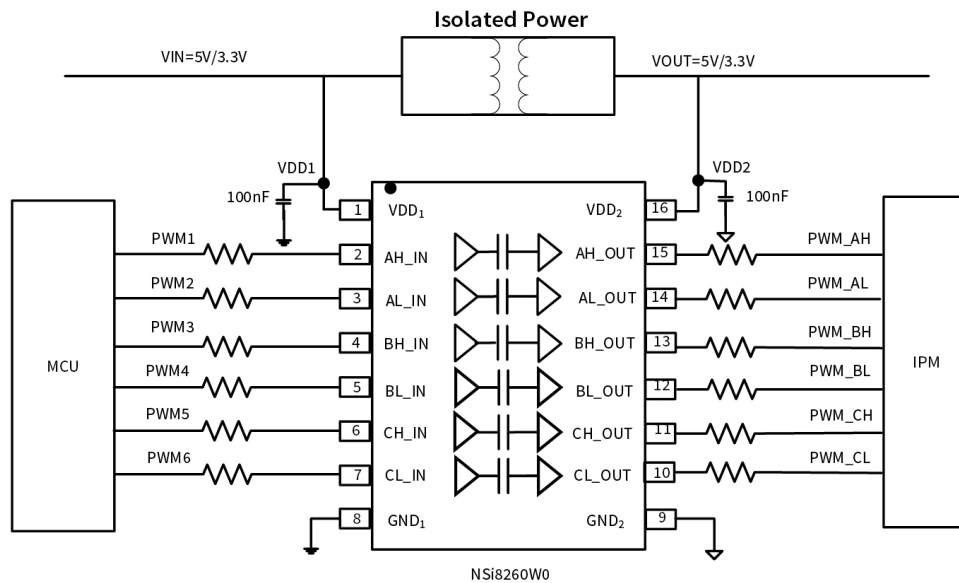 Isolated Power
VIN=5V/3.3V
VOUT=5V/3.3V
VDD1
VDD2
100nF
100nF
1
VDD₁
VDD₂
16
PWM1
2
AH_IN
AH_OUT
15
PWM_AH
PWM2
3
AL_IN
AL_OUT
14
PWM_AL
PWM3
4
BH_IN
BH_OUT
13
PWM_BH
MCU
IPM
PWM4
5
BL_IN
BL_OUT
12
PWM_BL
PWM5
6
CH_IN
CH_OUT
11
PWM_CH
PWM6
7
CL_IN
CL_OUT
10
PWM_CL
8
GND₁
GND₂
9
NSi8260W0